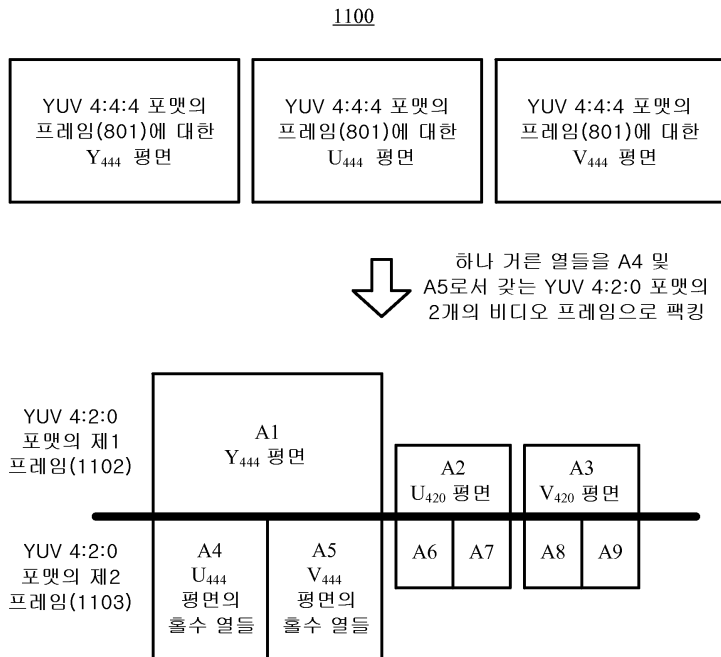 1100
YUV 4:4:4 포맷의
프레임(801)에 대한
Y444 평면
YUV 4:4:4 포맷의
프레임(801)에 대한
U444 평면
YUV 4:4:4 포맷의
프레임(801)에 대한
V444 평면
하나 거른 열들을 A4 및
A5로서 갖는 YUV 4:2:0 포맷의
2개의 비디오 프레임으로 팩킹
YUV 4:2:0
포맷의 제1
프레임(1102)
A1
Y444 평면
A2
U420 평면
A3
V420 평면
YUV 4:2:0
포맷의 제2
프레임(1103)
A4
U444
평면의
홀수 열들
A5
V444
평면의
홀수 열들
A6
A7
A8
A9